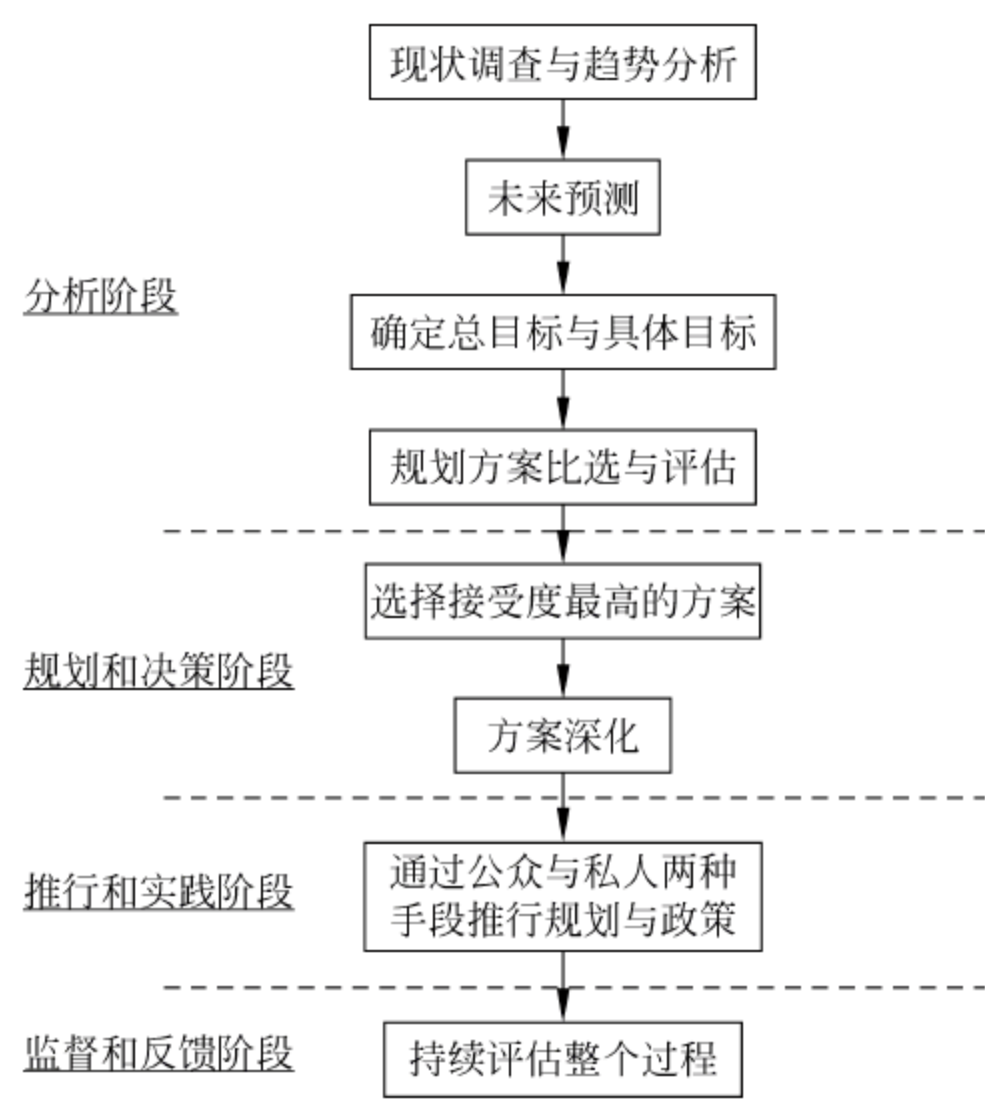 现状调查与趋势分析
未来预测
分析阶段
确定总目标与具体目标
规划方案比选与评估
选择接受度最高的方案
规划和决策阶段
方案深化
推行和实践阶段
通过公众与私人两种
手段推行规划与政策
监督和反馈阶段
持续评估整个过程